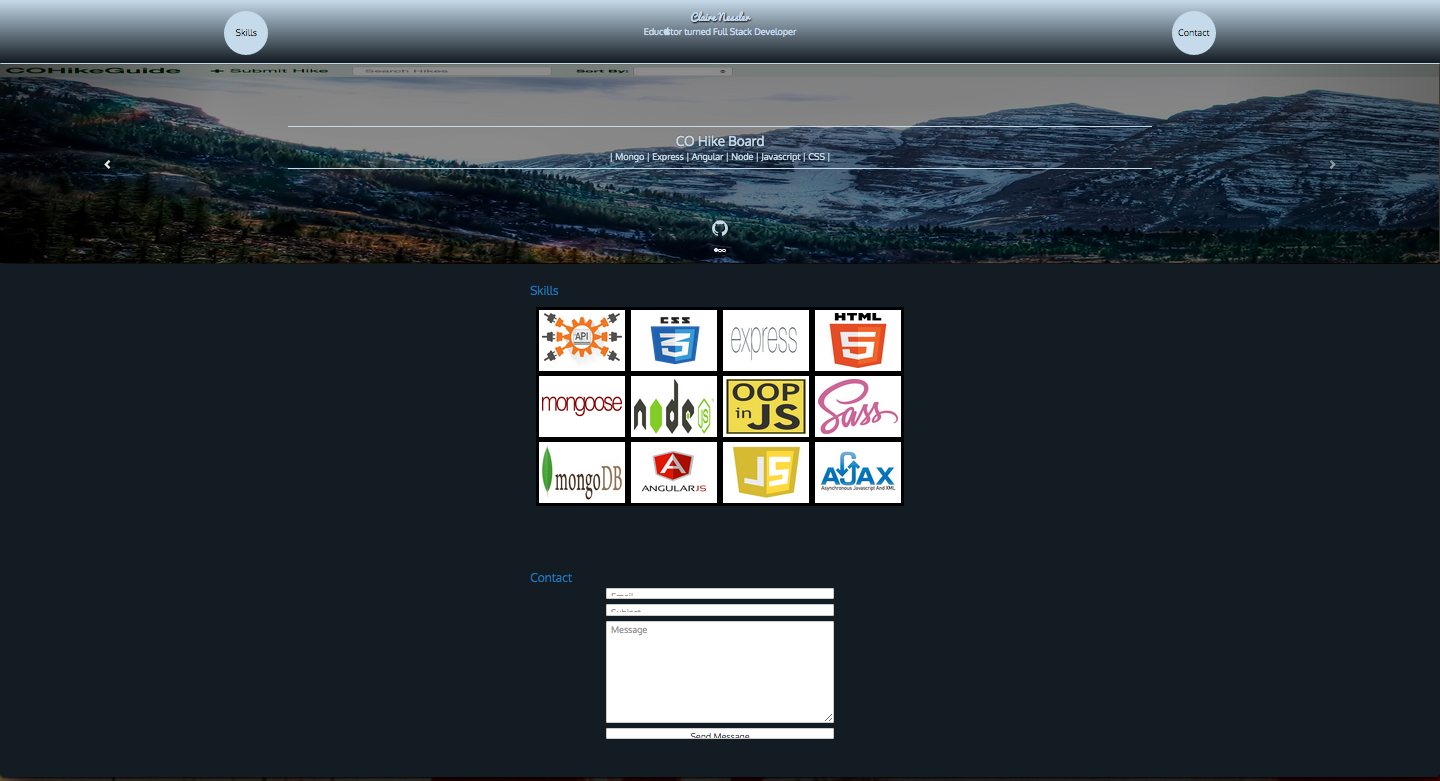 Claire Nessler
Skills
Educator turned Full Stack Developer
Contact
COHikeGuide + Submit Hike Search Hikes Sort By:
CO Hike Board
| Mongo | Express | Angular | Node | Javascript | CSS |
Skills
API
CSS
3
express
HTML
5
mongoose
node
JS
OOP
in JS
Sass
mongoDB
A
ANGULARJS
JS
AJAX
Asynchronous Javascript And XML
Contact
Email
Subject
Message
Send Message